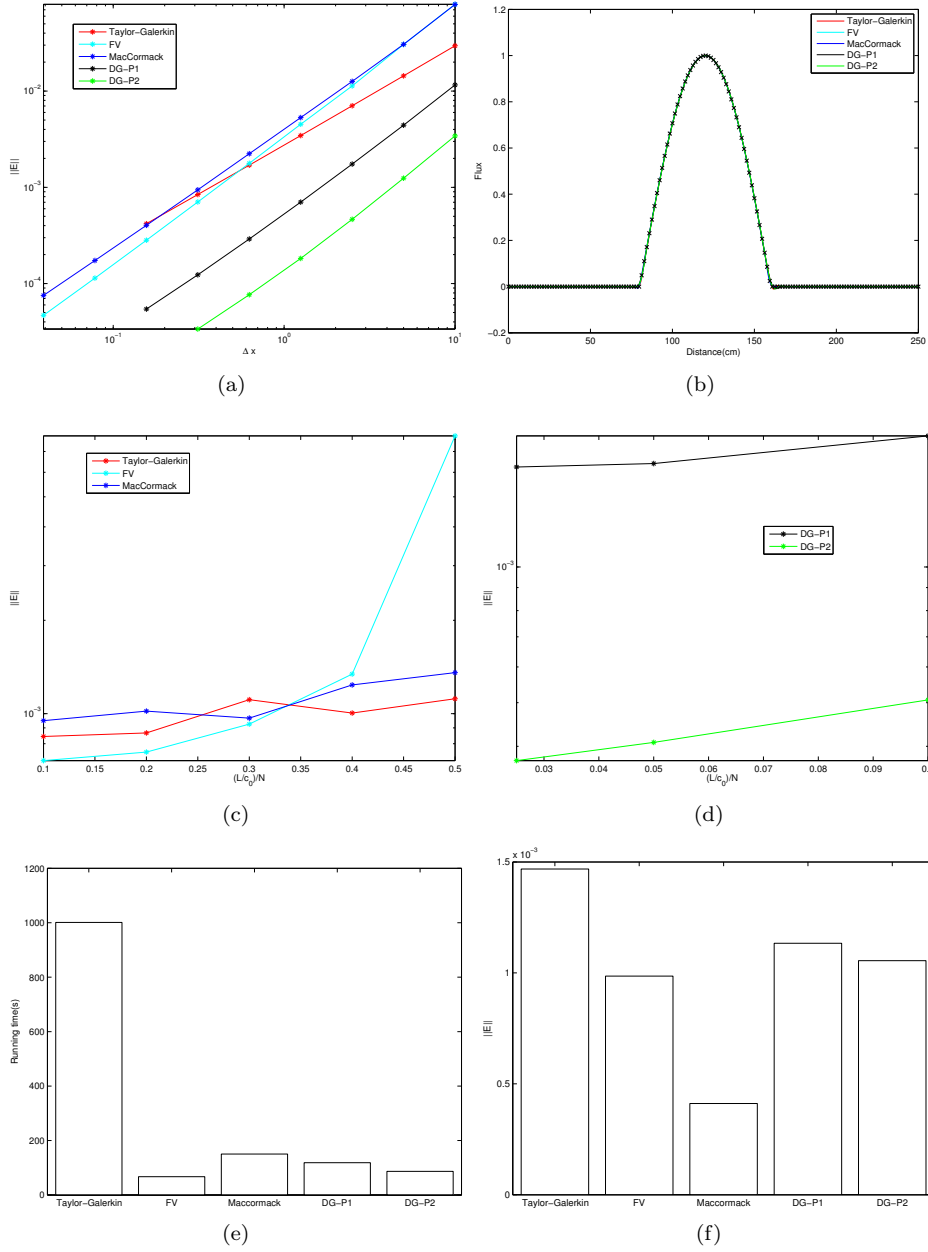 Taylor−Galerkin
FV
MacCormack
DG−P1
DG−P2
10⁻²
10⁻³
10⁻⁴
||E||
10⁻¹
10⁰
10¹
Δ x
(a)
Taylor−Galerkin
FV
MacCormack
DG−P1
DG−P2
1.2
1
0.8
0.6
0.4
0.2
0
−0.2
Flux
0
50
100
150
200
250
Distance(cm)
(b)
Taylor−Galerkin
FV
MacCormack
10⁻³
||E||
0.1
0.15
0.2
0.25
0.3
0.35
0.4
0.45
0.5
(L/c₀)/N
(c)
DG−P1
DG−P2
10⁻³
||E||
0.03
0.04
0.05
0.06
0.07
0.08
0.09
(L/c₀)/N
(d)
1200
1000
800
600
400
200
0
Running time(s)
Taylor−Galerkin
FV
Maccormack
DG−P1
DG−P2
(e)
x 10⁻³
1.5
1
0.5
0
||E||
Taylor−Galerkin
FV
Maccormack
DG−P1
DG−P2
(f)